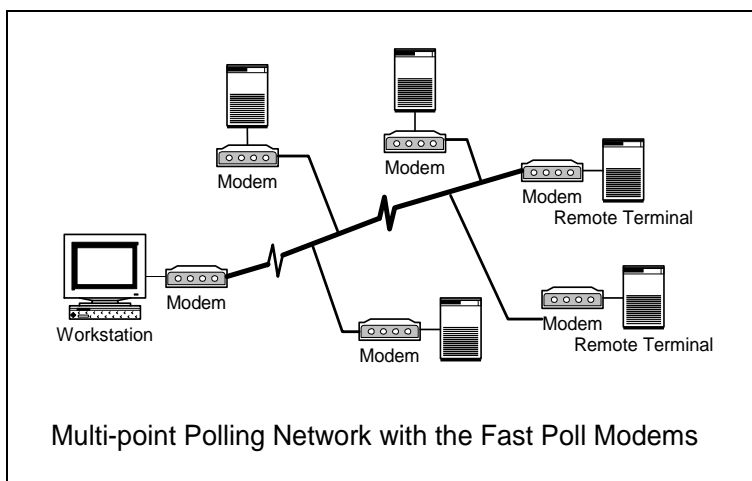 Modem
Modem
Modem
Remote Terminal
Modem
Workstation
Modem
Modem
Remote Terminal
Multi-point Polling Network with the Fast Poll Modems